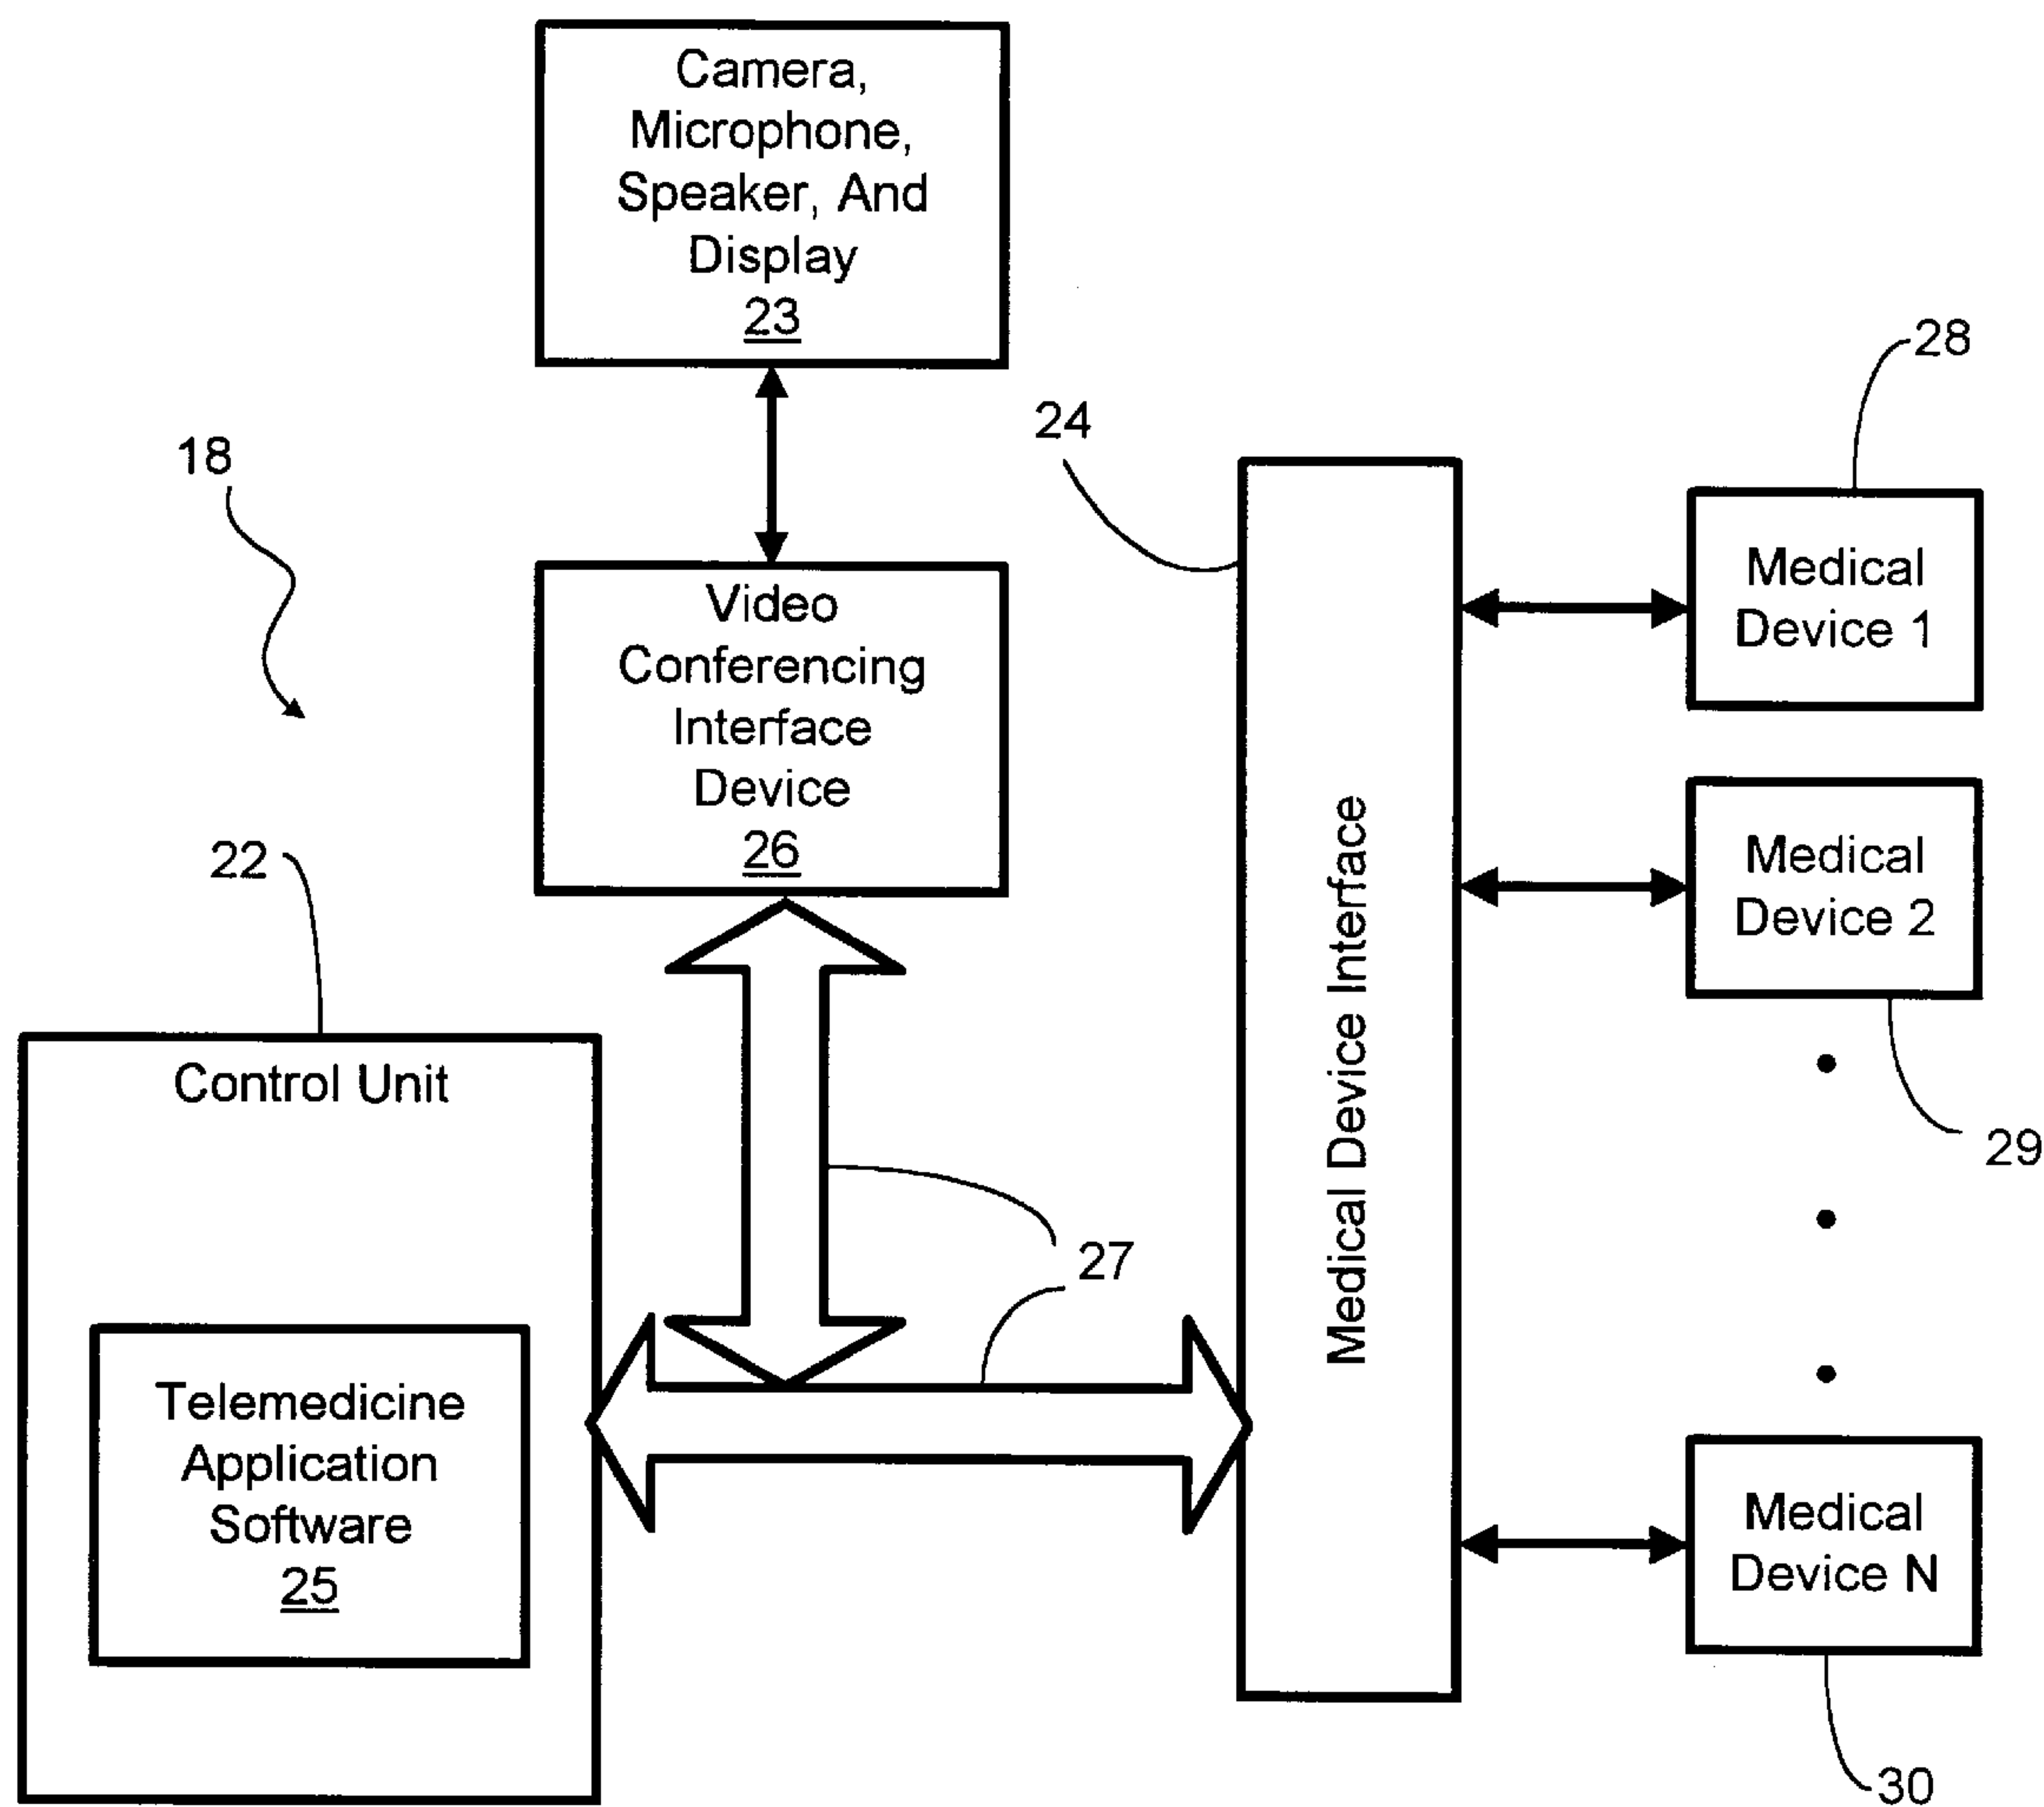 Camera,
Microphone,
Speaker, And
Display
23
28
24
18
Medical
Device 1
Video
Conferencing
Interface
Device
26
22
Medical Device Interface
Medical
Device 2
29
Control Unit
27
Telemedicine
Application
Software
25
Medical
Device N
30